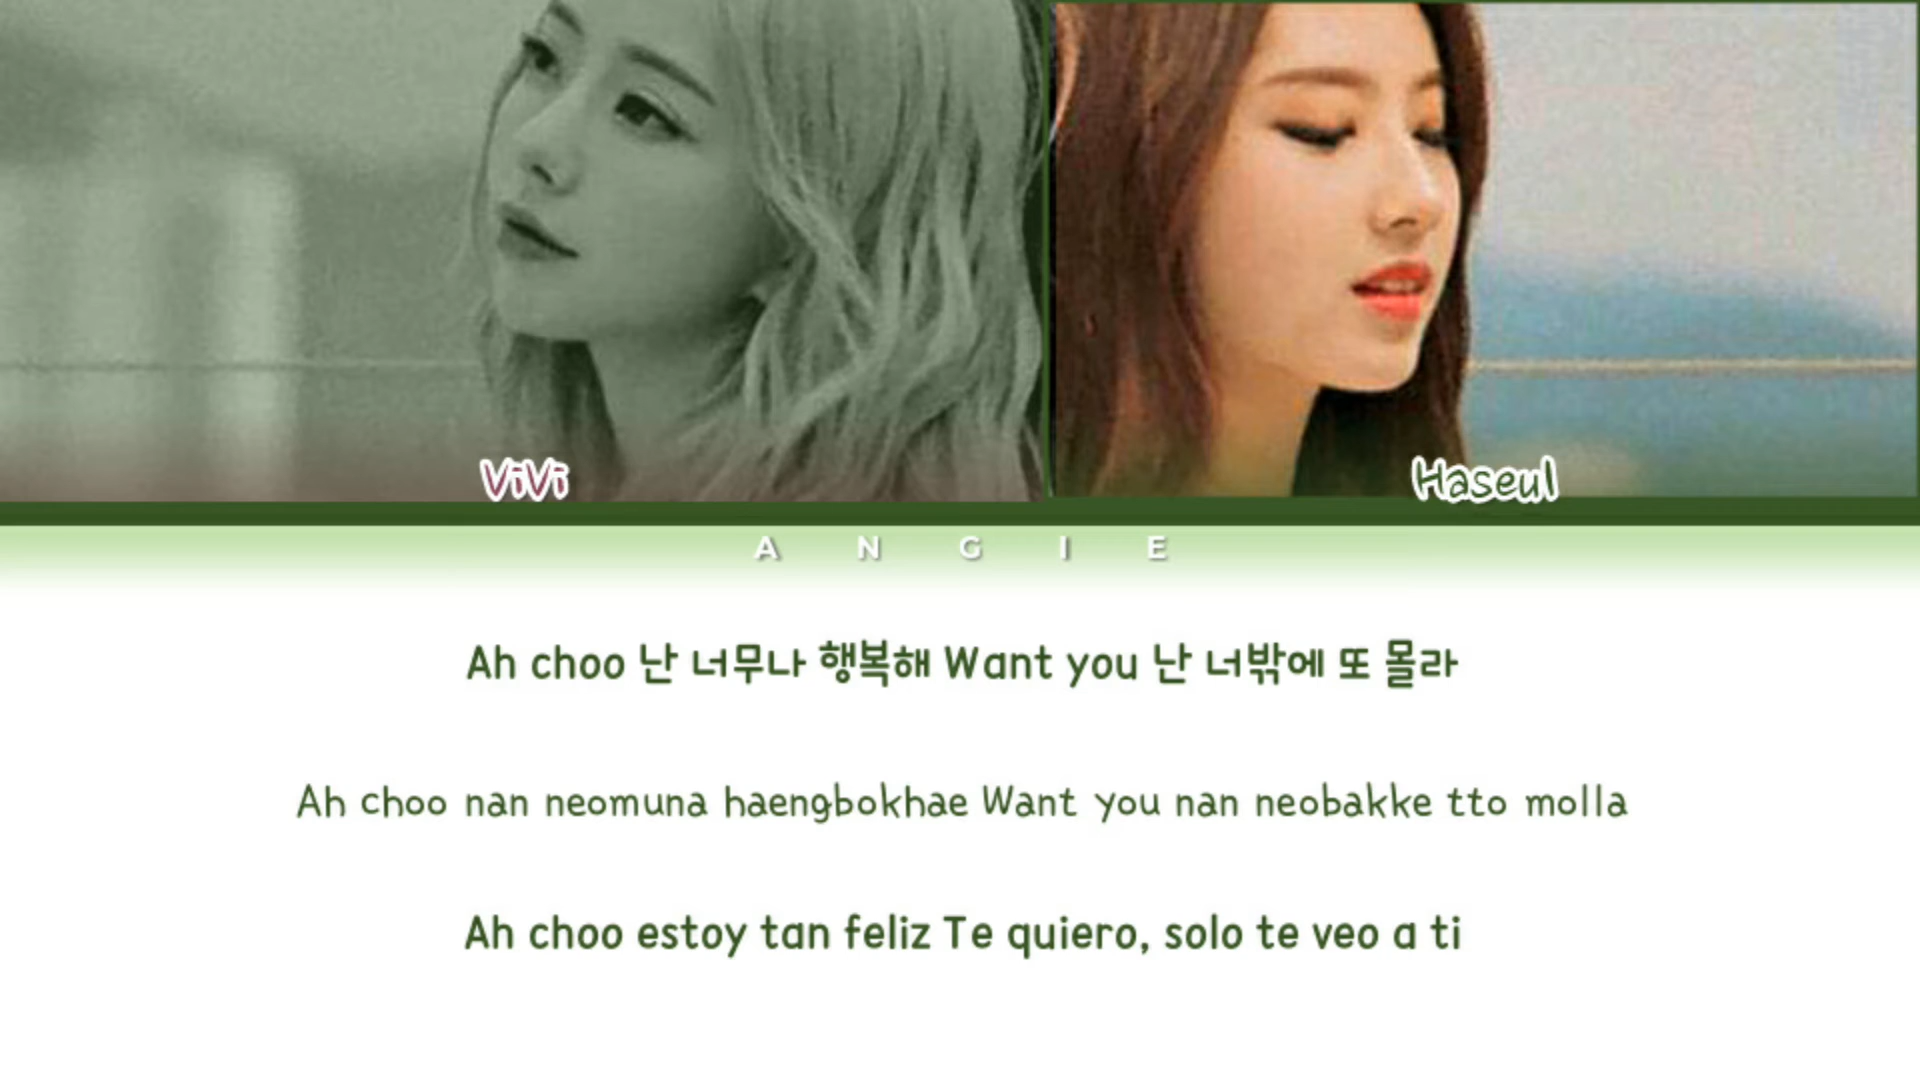 ViVi
Haseul
A N G I E
Ah choo 난 너무나 행복해 Want you 난 너밖에 또 몰라
Ah choo nan neomuna haengbokhae Want you nan neobakke tto molla
Ah choo estoy tan feliz Te quiero, solo te veo a ti